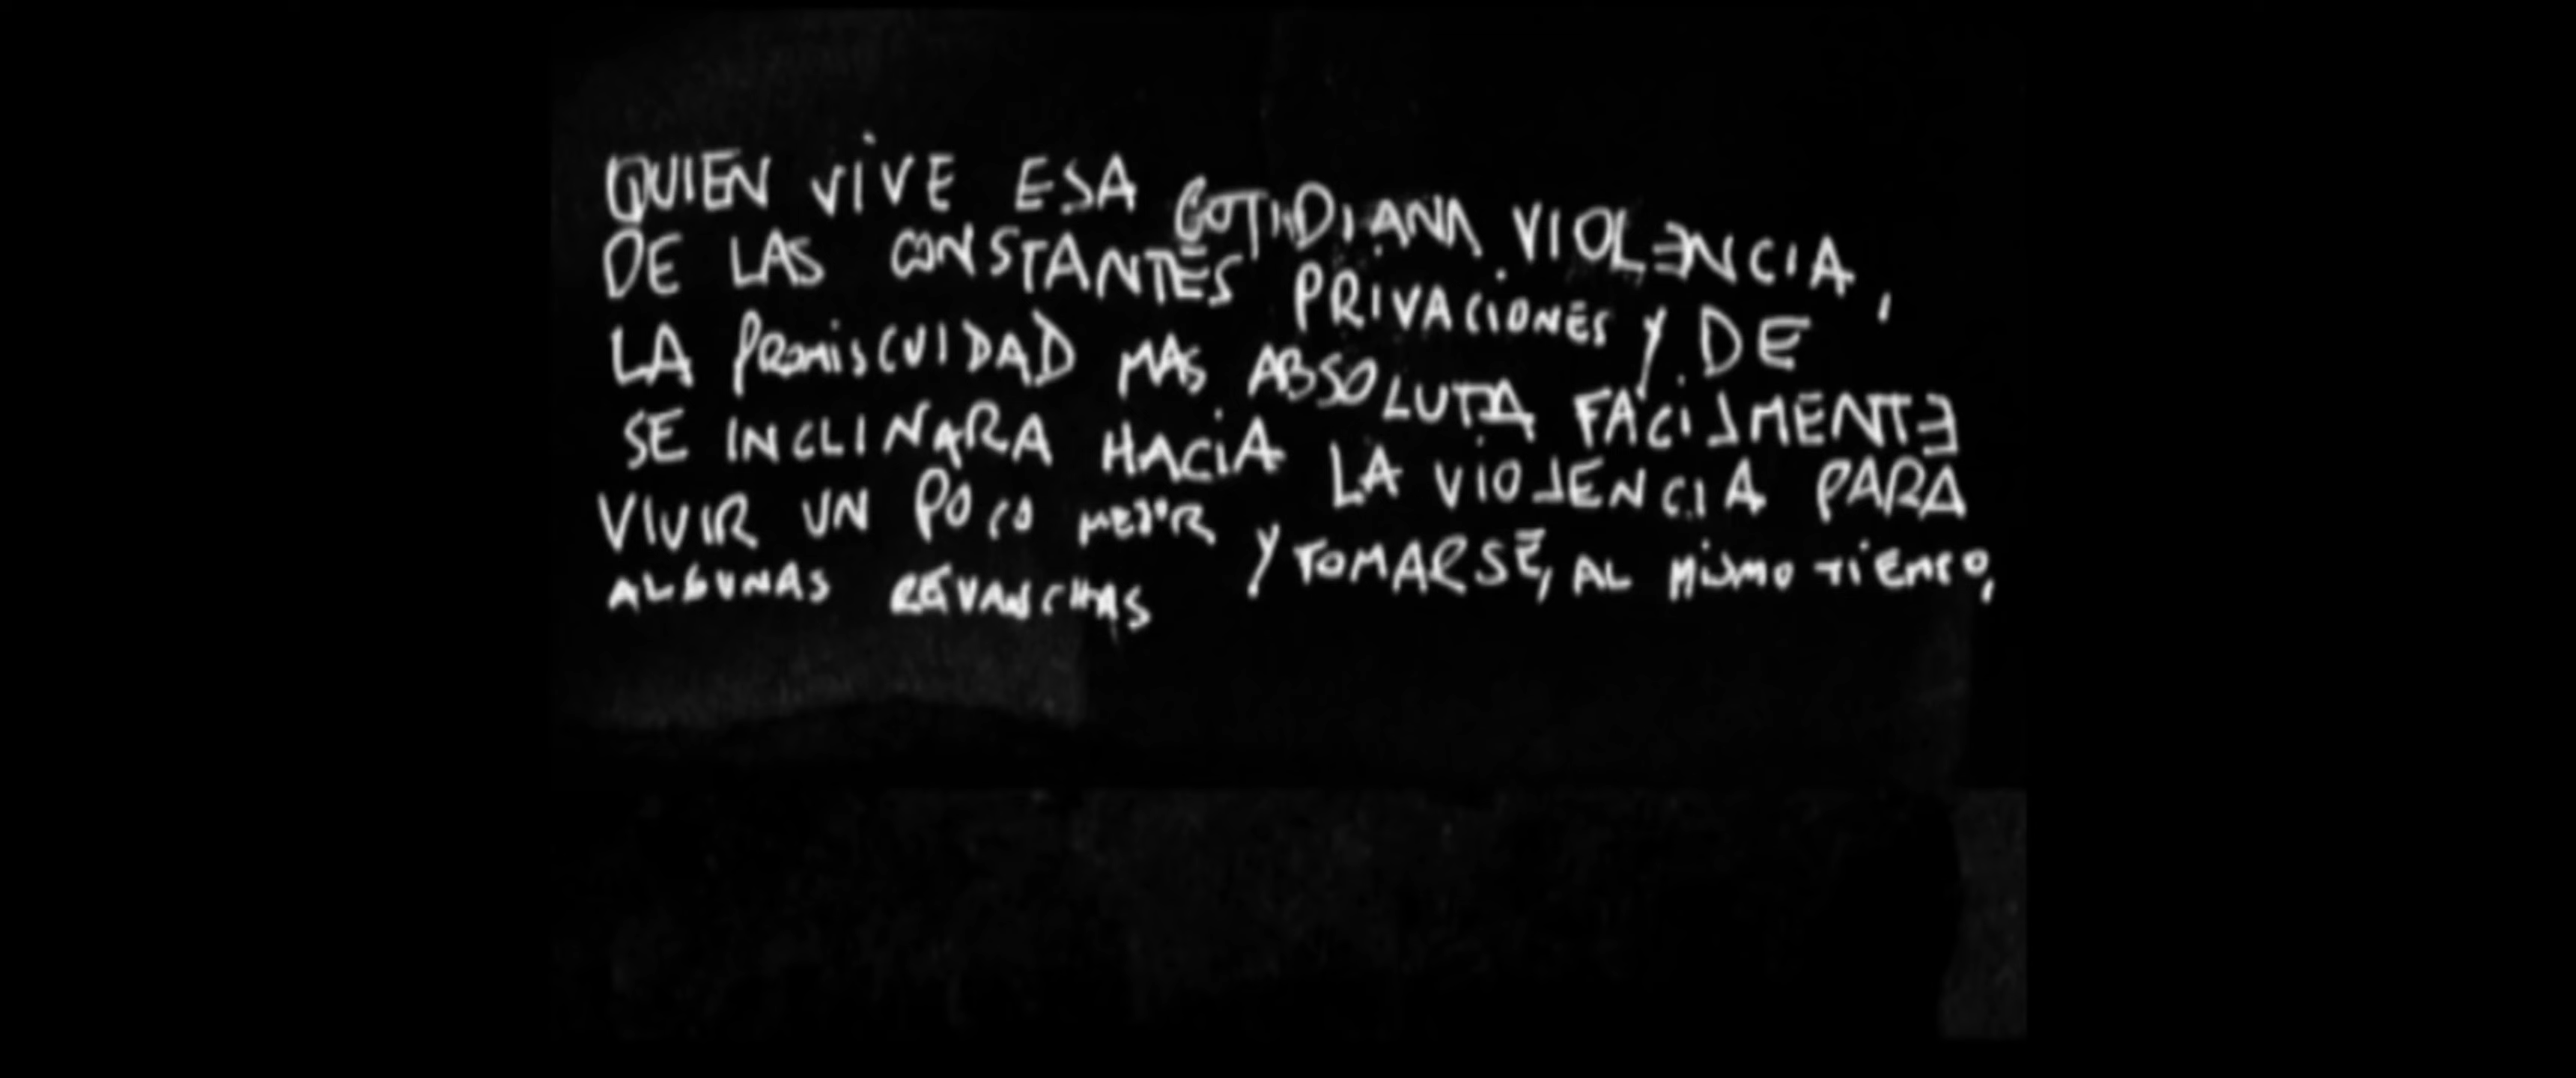 QUIEN VIVE ESA COTIDIANA VIOLENCIA,
DE LAS CONSTANTES PRIVACIONES Y DE
LA PROMISCUIDAD MAS ABSOLUTA FACILMENTE
SE INCLINARA HACIA LA VIOLENCIA PARA
VIVIR UN POCO MEJOR Y TOMARSE, AL MISMO TIEMPO,
ALGUNAS REVANCHAS